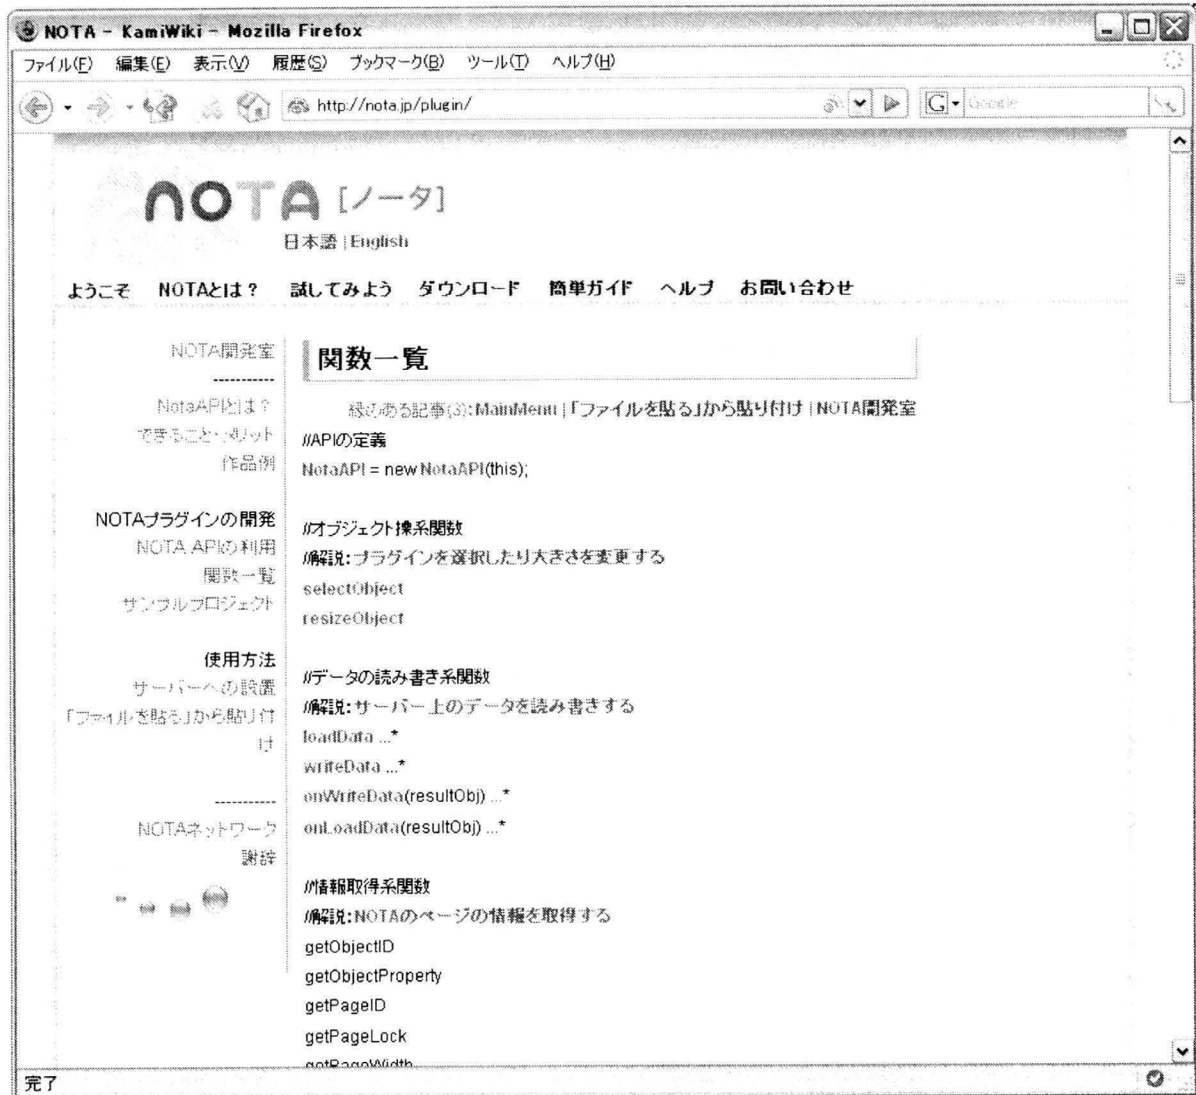 NOTA - KamiWiki - Mozilla Firefox
ファイル(F) 編集(E) 表示(V) 履歴(S) ブックマーク(B) ツール(T) ヘルプ(H)
http://nota.jp/plugin/
G Google
NOTA [ノータ]
日本語 | English
ようこそ NOTAとは? 試してみよう ダウンロード 簡単ガイド ヘルプ お問い合わせ
NOTA開発室
-----------
NotaAPIとは?
できること・メリット
作品例
NOTAプラグインの開発
NOTA APIの利用
関数一覧
サンプルプロジェクト
使用方法
サーバーへの設置
「ファイルを貼る」から貼り付
け
-----------
NOTAネットワーク
謝辞
関数一覧
縁のある記事(3):MainMenu | 「ファイルを貼る」から貼り付け | NOTA開発室
//APIの定義
NotaAPI = new NotaAPI(this);
//オブジェクト操系関数
//解説:プラグインを選択したり大きさを変更する
selectObject
resizeObject
//データの読み書き系関数
//解説:サーバー上のデータを読み書きする
loadData ...*
writeData ...*
onWriteData(resultObj) ...*
onLoadData(resultObj) ...*
//情報取得系関数
//解説:NOTAのページの情報を取得する
getObjectID
getObjectProperty
getPageID
getPageLock
getPageWidth
完了